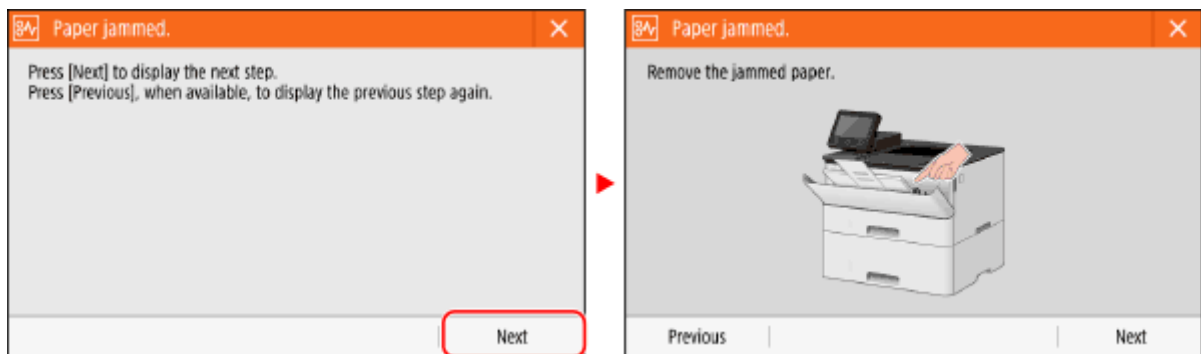 Paper jammed.
Press [Next] to display the next step.
Press [Previous], when available, to display the previous step again.
Next
Paper jammed.
Remove the jammed paper.
Previous
Next